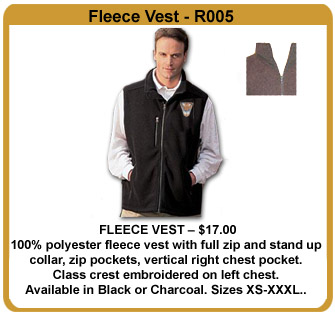 Fleece Vest - R005
FLEECE VEST – $17.00
100% polyester fleece vest with full zip and stand up
collar, zip pockets, vertical right chest pocket.
Class crest embroidered on left chest.
Available in Black or Charcoal. Sizes XS-XXXL..